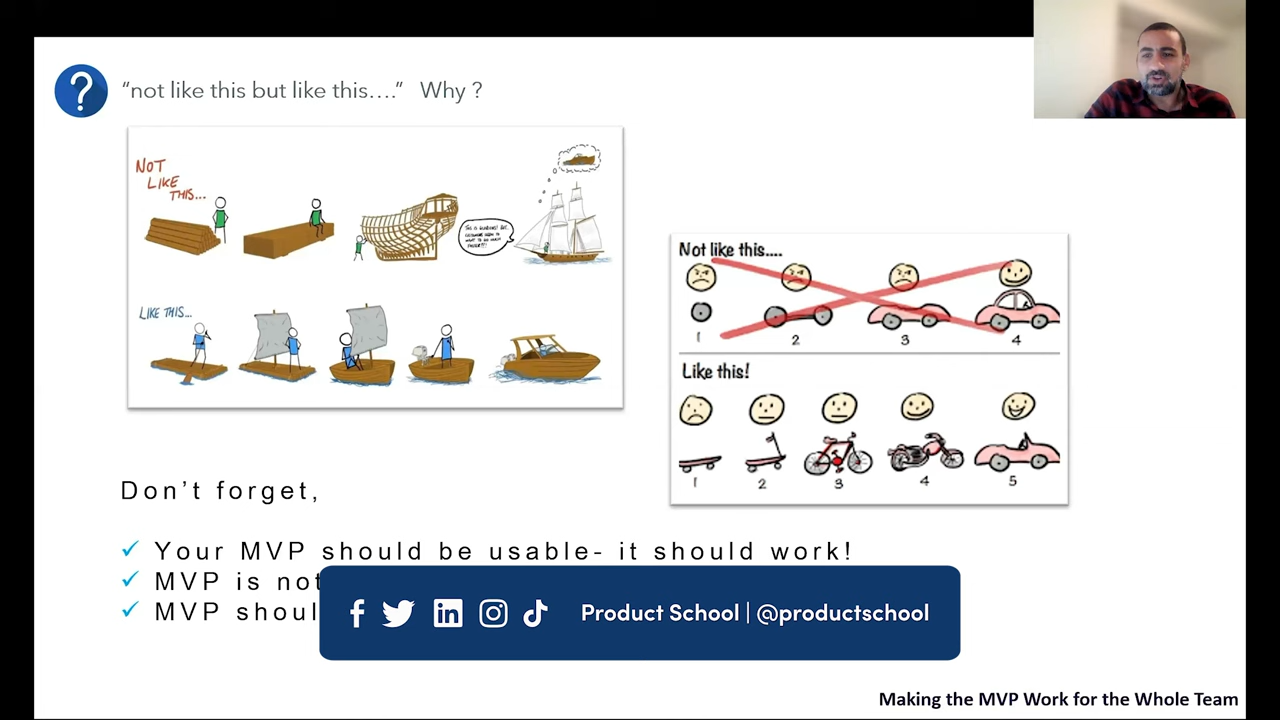 “not like this but like this....” Why ?
NOT
LIKE
THIS...
LIKE THIS...
Not like this....
1 2 3 4
Like this!
1 2 3 4 5
Don't forget,
✓ Your MVP should be usable- it should work!
✓ MVP is not
✓ MVP shoul
Product School | @productschool
Making the MVP Work for the Whole Team